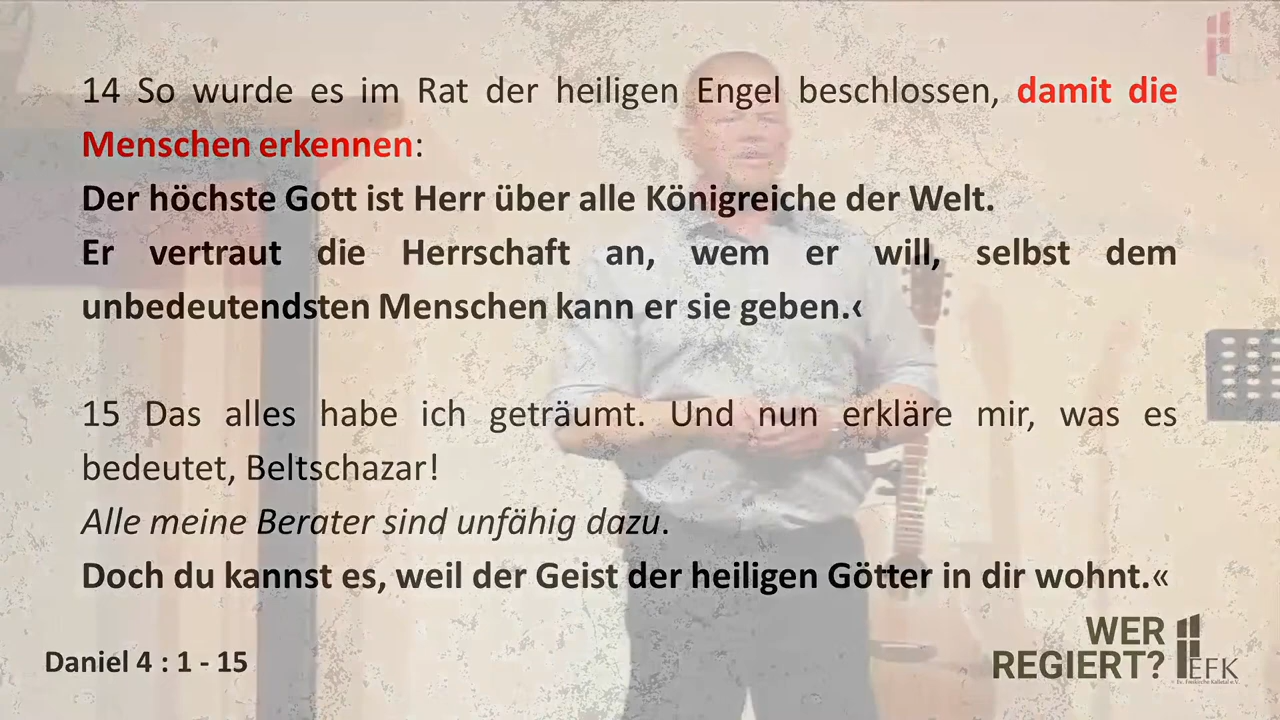 14 So wurde es im Rat der heiligen Engel beschlossen, damit die
Menschen erkennen:
Der höchste Gott ist Herr über alle Königreiche der Welt.
Er vertraut die Herrschaft an, wem er will, selbst dem
unbedeutendsten Menschen kann er sie geben.‹
15 Das alles habe ich geträumt. Und nun erkläre mir, was es
bedeutet, Beltschazar!
Alle meine Berater sind unfähig dazu.
Doch du kannst es, weil der Geist der heiligen Götter in dir wohnt.«
Daniel 4 : 1 - 15
WER
REGIERT?
EFK